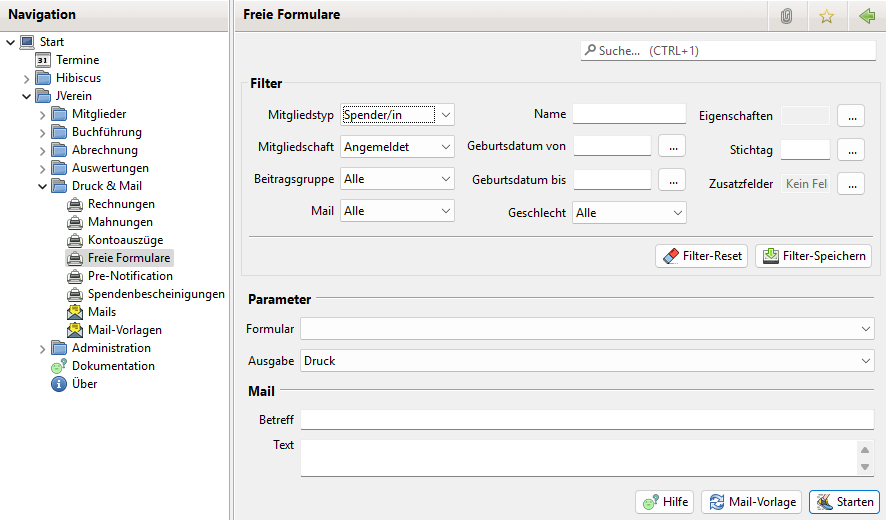 Navigation
Start
31 Termine
Hibiscus
JVerein
Mitglieder
Buchführung
Abrechnung
Auswertungen
Druck & Mail
Rechnungen
Mahnungen
Kontoauszüge
Freie Formulare
Pre-Notification
Spendenbescheinigungen
Mails
Mail-Vorlagen
Administration
Dokumentation
Über
Freie Formulare
Suche... (CTRL+1)
Filter
Mitgliedstyp Spender/in Name Eigenschaften ...
Mitgliedschaft Angemeldet Geburtsdatum von ... Stichtag ...
Beitragsgruppe Alle Geburtsdatum bis ... Zusatzfelder Kein Fel ...
Mail Alle Geschlecht Alle
Filter-Reset Filter-Speichern
Parameter
Formular
Ausgabe Druck
Mail
Betreff
Text
Hilfe Mail-Vorlage Starten